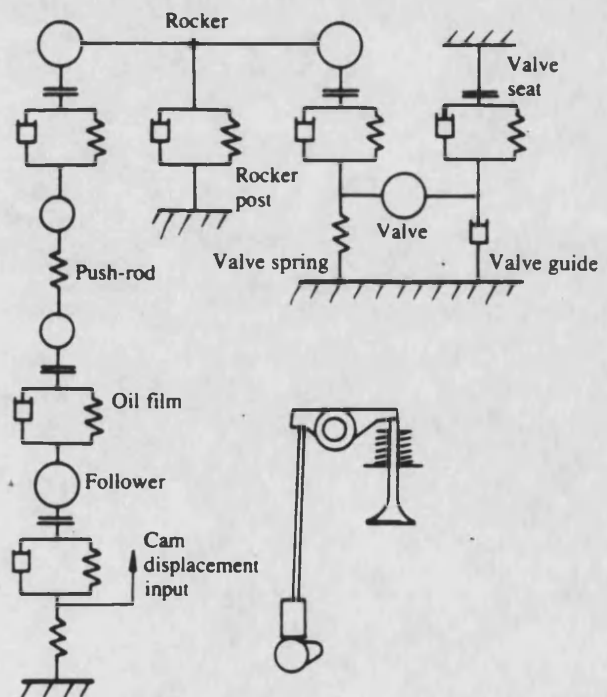 Rocker
Valve
seat
Rocker
post
Valve
Valve spring
Valve guide
Push-rod
Oil film
Follower
Cam
displacement
input